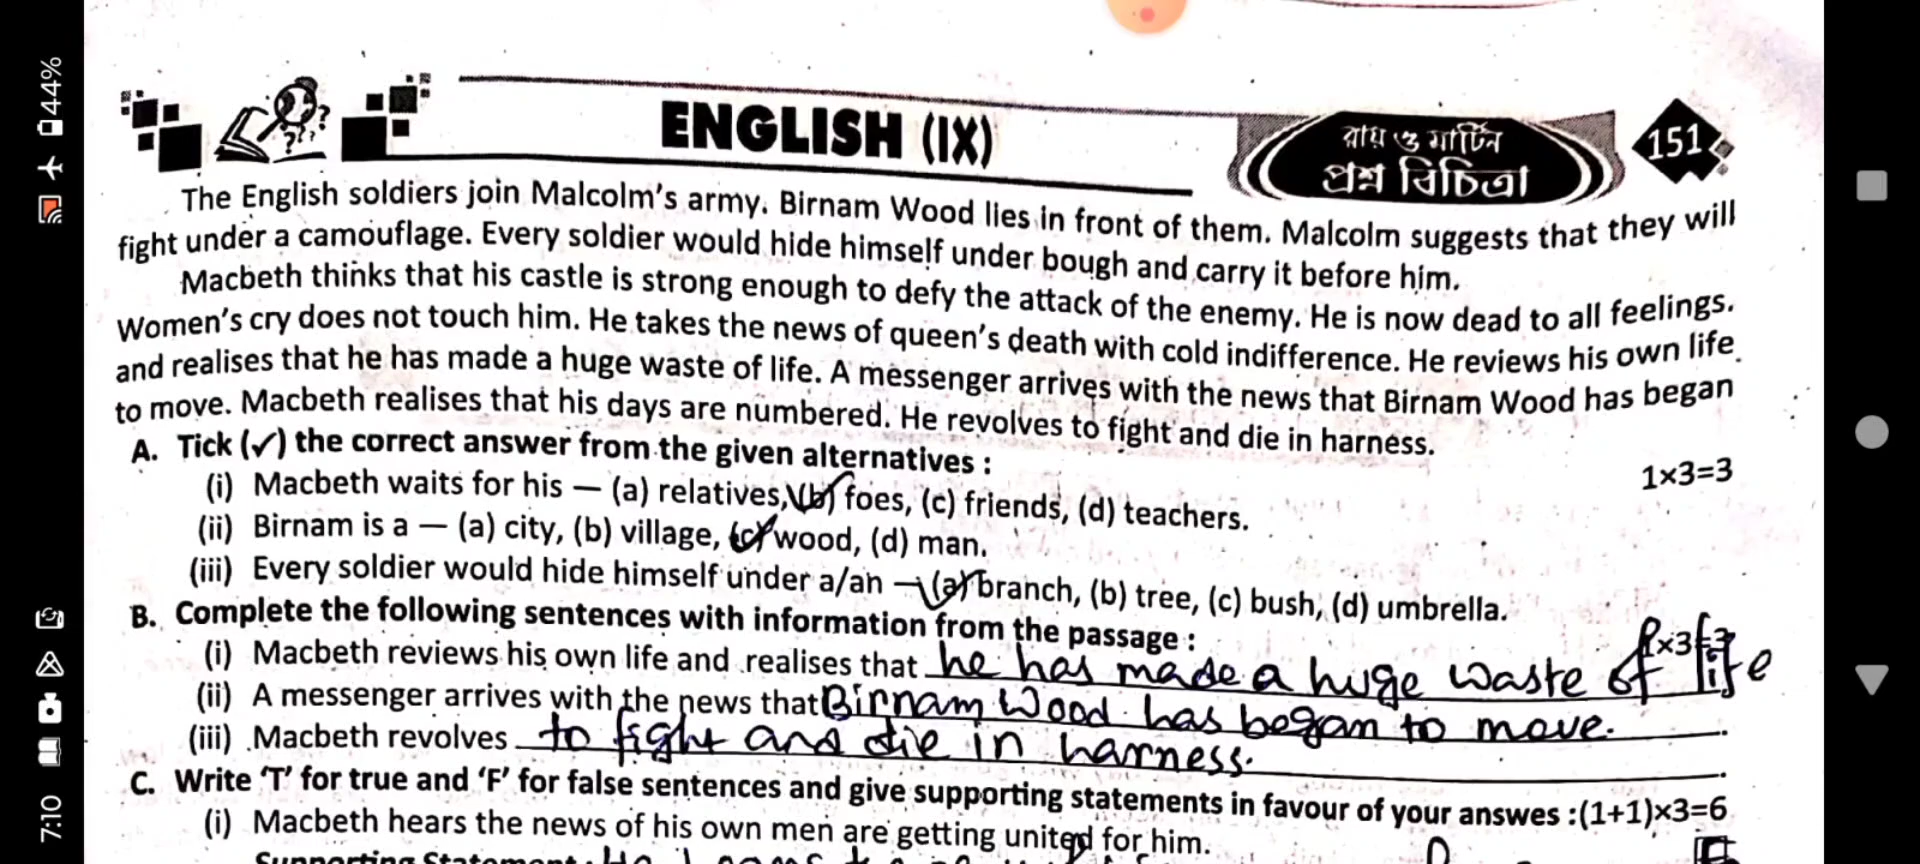 44%
7:10
ENGLISH (IX)
রায় ও মার্টিন
প্রশ্ন বিচিত্রা
151
The English soldiers join Malcolm's army. Birnam Wood lies in front of them. Malcolm suggests that they will
fight under a camouflage. Every soldier would hide himself under bough and carry it before him.
Macbeth thinks that his castle is strong enough to defy the attack of the enemy. He is now dead to all feelings.
Women's cry does not touch him. He takes the news of queen's death with cold indifference. He reviews his own life
and realises that he has made a huge waste of life. A messenger arrives with the news that Birnam Wood has began
to move. Macbeth realises that his days are numbered. He revolves to fight and die in harness.
A. Tick (✓) the correct answer from the given alternatives : 1×3=3
(i) Macbeth waits for his — (a) relatives, (b) foes, (c) friends, (d) teachers.
(ii) Birnam is a — (a) city, (b) village, (c) wood, (d) man.
(iii) Every soldier would hide himself under a/an — (a) branch, (b) tree, (c) bush, (d) umbrella.
B. Complete the following sentences with information from the passage : 1×3=3
(i) Macbeth reviews his own life and realises that he has made a huge waste of life
(ii) A messenger arrives with the news that Birnam Wood has began to move.
(iii) Macbeth revolves to fight and die in harness.
C. Write 'T' for true and 'F' for false sentences and give supporting statements in favour of your answes :(1+1)×3=6
(i) Macbeth hears the news of his own men are getting united for him.
Supporting Statement :